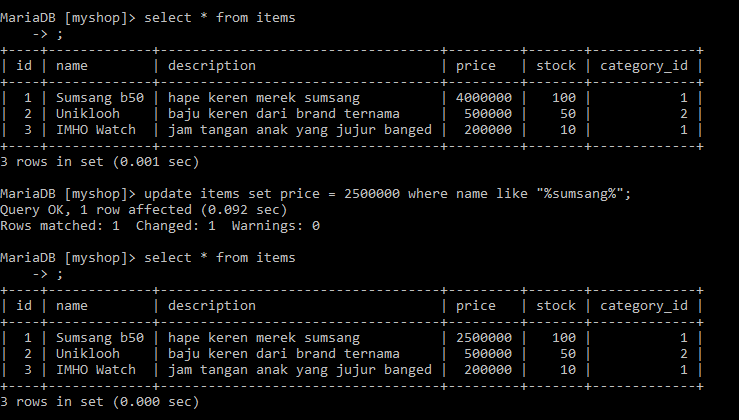 MariaDB [myshop]> select * from items
    -> ;
+----+-------------+-----------------------------------+---------+-------+-------------+
| id | name        | description                       | price   | stock | category_id |
+----+-------------+-----------------------------------+---------+-------+-------------+
|  1 | Sumsang b50 | hape keren merek sumsang          | 4000000 |   100 |           1 |
|  2 | Uniklooh    | baju keren dari brand ternama     |  500000 |    50 |           2 |
|  3 | IMHO Watch  | jam tangan anak yang jujur banged |  200000 |    10 |           1 |
+----+-------------+-----------------------------------+---------+-------+-------------+
3 rows in set (0.001 sec)

MariaDB [myshop]> update items set price = 2500000 where name like "%sumsang%";
Query OK, 1 row affected (0.092 sec)
Rows matched: 1  Changed: 1  Warnings: 0

MariaDB [myshop]> select * from items
    -> ;
+----+-------------+-----------------------------------+---------+-------+-------------+
| id | name        | description                       | price   | stock | category_id |
+----+-------------+-----------------------------------+---------+-------+-------------+
|  1 | Sumsang b50 | hape keren merek sumsang          | 2500000 |   100 |           1 |
|  2 | Uniklooh    | baju keren dari brand ternama     |  500000 |    50 |           2 |
|  3 | IMHO Watch  | jam tangan anak yang jujur banged |  200000 |    10 |           1 |
+----+-------------+-----------------------------------+---------+-------+-------------+
3 rows in set (0.000 sec)